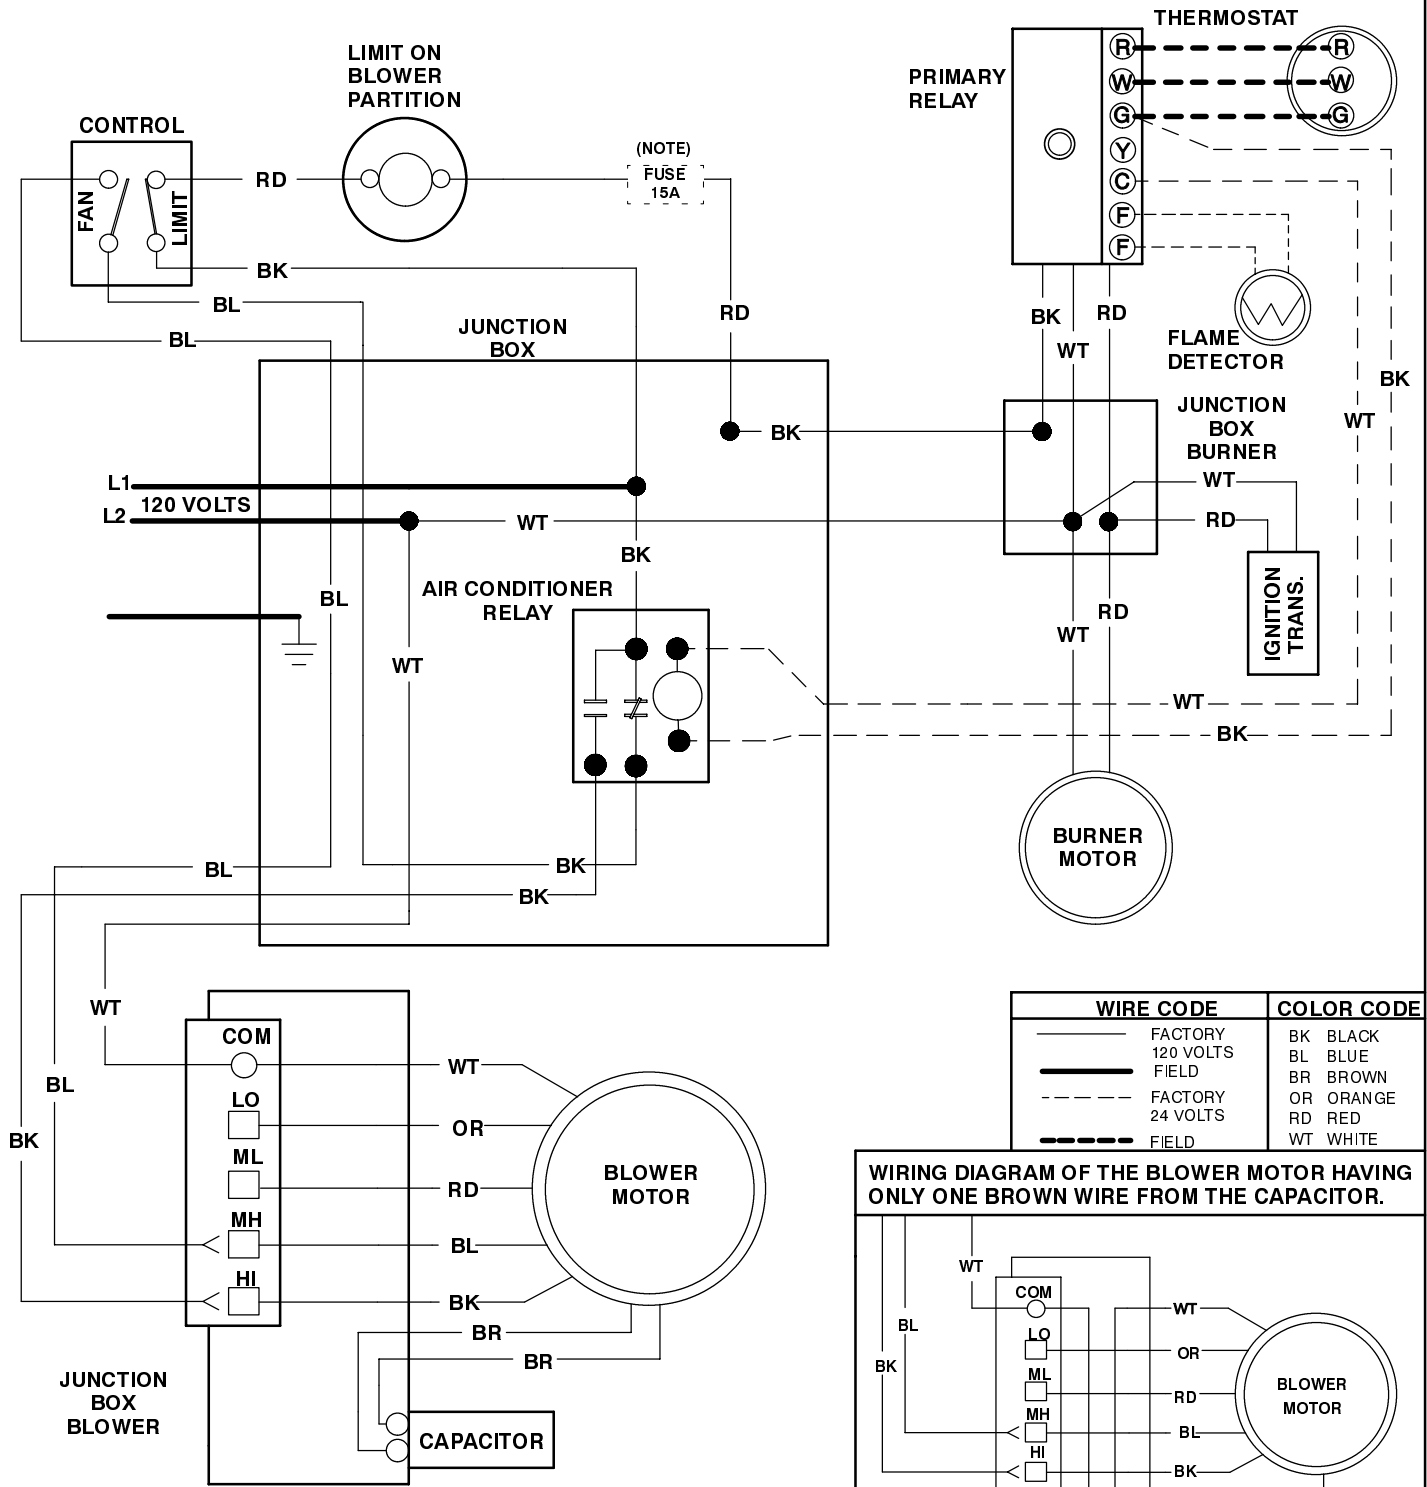 THERMOSTAT
LIMIT ON
BLOWER
PARTITION
PRIMARY
RELAY
R
W
G
Y
C
F
F
R
W
G
CONTROL
(NOTE)
FUSE
15A
FAN
LIMIT
RD
BK
BL
BL
RD
BK
WT
RD
FLAME
DETECTOR
BK
WT
JUNCTION
BOX
JUNCTION
BOX
BURNER
BK
WT
RD
L1
120 VOLTS
L2
WT
BK
AIR CONDITIONER
RELAY
BL
WT
IGNITION
TRANS.
RD
WT
WT
BK
BURNER
MOTOR
BL
BK
BK
WT
BL
BK
COM
LO
ML
MH
HI
WT
OR
RD
BL
BK
BR
BR
BLOWER
MOTOR
JUNCTION
BOX
BLOWER
CAPACITOR
WIRE CODE
COLOR CODE
FACTORY
120 VOLTS
FIELD
FACTORY
24 VOLTS
FIELD
BK BLACK
BL BLUE
BR BROWN
OR ORANGE
RD RED
WT WHITE
WIRING DIAGRAM OF THE BLOWER MOTOR HAVING
ONLY ONE BROWN WIRE FROM THE CAPACITOR.
WT
BL
BK
COM
LO
ML
MH
HI
WT
OR
RD
BL
BK
BLOWER
MOTOR